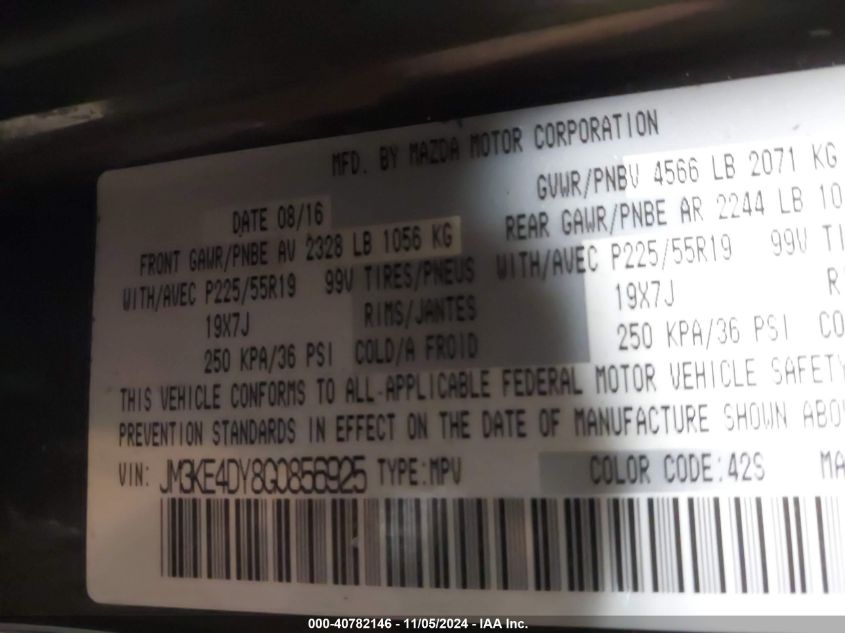 MFD. BY MAZDA MOTOR CORPORATION
DATE 08/16 GVWR/PNBV 4566 LB 2071 KG
FRONT GAWR/PNBE AV 2328 LB 1056 KG REAR GAWR/PNBE AR 2244 LB 10
WITH/AVEC P225/55R19 99V TIRES/PNEUS WITH/AVEC P225/55R19 99V TI
19X7J RIMS/JANTES 19X7J R
250 KPA/36 PSI COLD/A FROID 250 KPA/36 PSI CO
THIS VEHICLE CONFORMS TO ALL-APPLICABLE FEDERAL MOTOR VEHICLE SAFETY
PREVENTION STANDARDS IN EFFECT ON THE DATE OF MANUFACTURE SHOWN ABO
VIN: JM3KE4DY8G0856925 TYPE:MPV COLOR CODE:42S MA
000-40782146 - 11/05/2024 - IAA Inc.